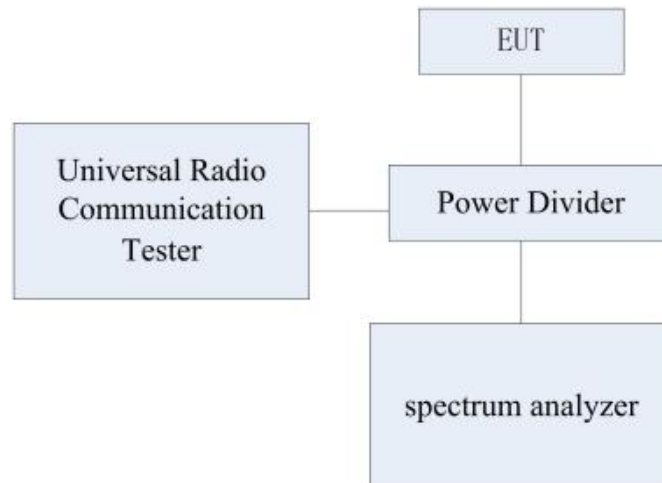 EUT
Universal Radio
Communication
Tester
Power Divider
spectrum analyzer